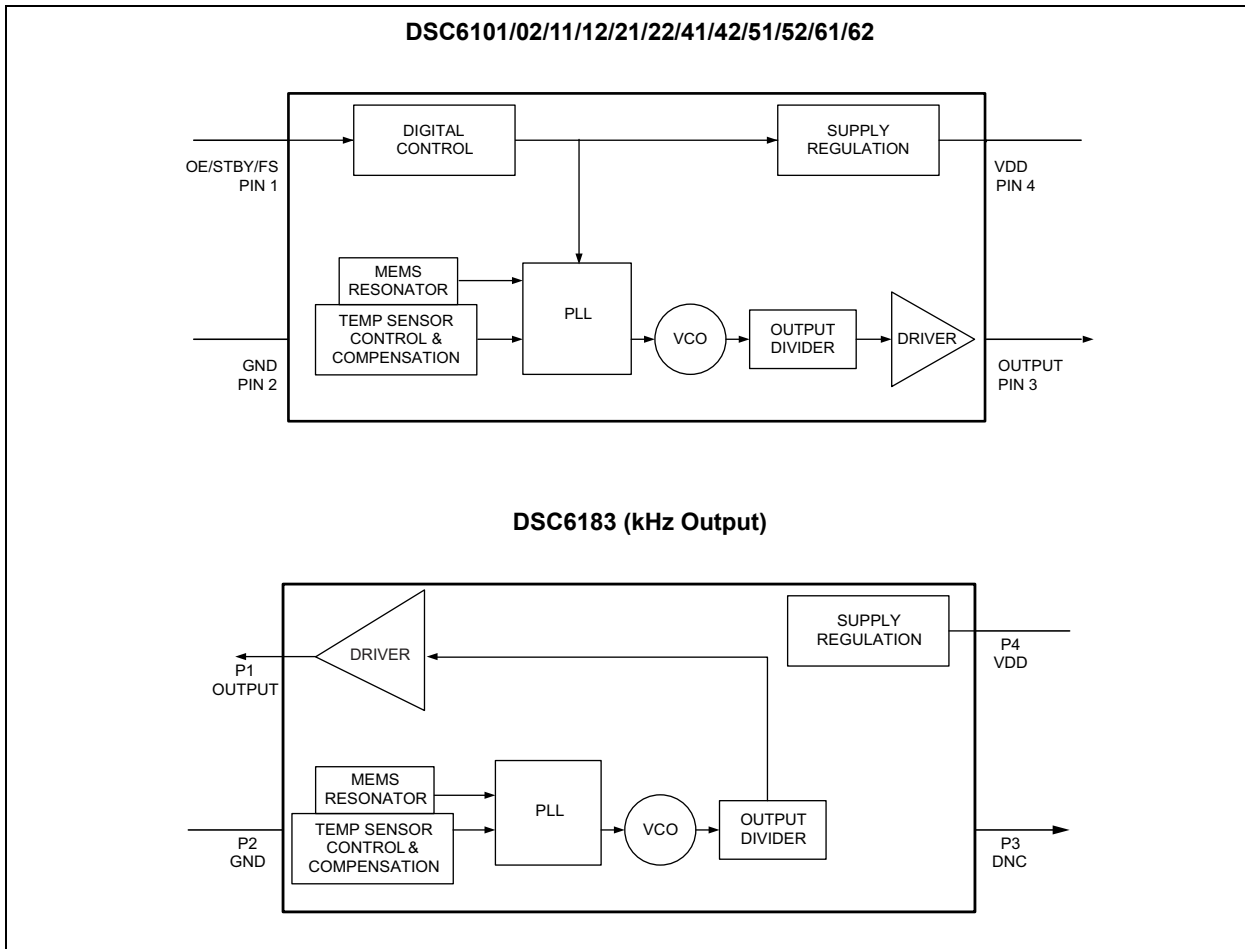 DSC6101/02/11/12/21/22/41/42/51/52/61/62
DIGITAL
CONTROL
SUPPLY
REGULATION
OE/STBY/FS
PIN 1
VDD
PIN 4
MEMS
RESONATOR
TEMP SENSOR
CONTROL &
COMPENSATION
PLL
VCO
OUTPUT
DIVIDER
DRIVER
GND
PIN 2
OUTPUT
PIN 3
DSC6183 (kHz Output)
SUPPLY
REGULATION
DRIVER
P1
OUTPUT
P4
VDD
MEMS
RESONATOR
TEMP SENSOR
CONTROL &
COMPENSATION
PLL
VCO
OUTPUT
DIVIDER
P2
GND
P3
DNC